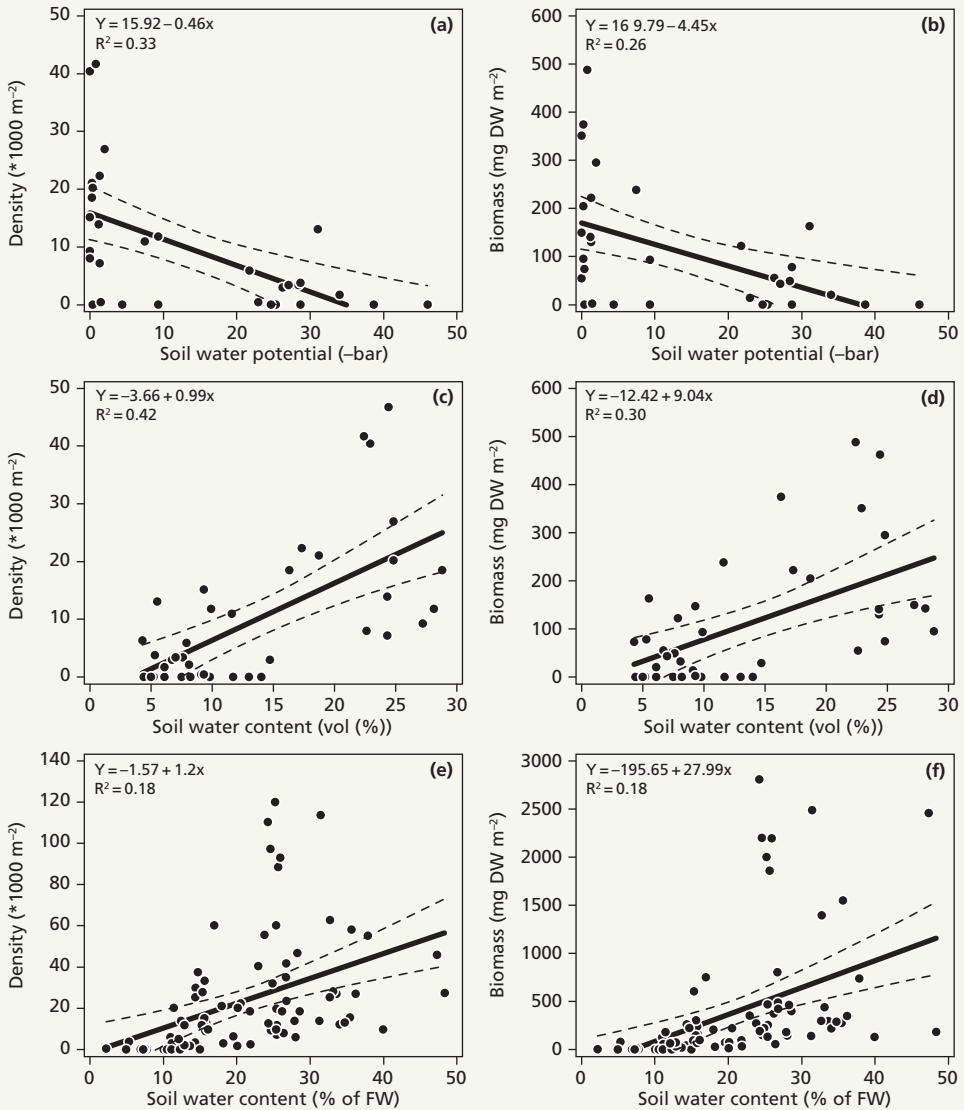 Y = 15.92 – 0.46x
R² = 0.33
(a)
50
40
30
20
10
0
Density (*1000 m⁻²)
0 10 20 30 40 50
Soil water potential (–bar)
Y = 16 9.79 – 4.45x
R² = 0.26
(b)
600
500
400
300
200
100
0
Biomass (mg DW m⁻²)
0 10 20 30 40 50
Soil water potential (–bar)
Y = –3.66 + 0.99x
R² = 0.42
(c)
50
40
30
20
10
0
Density (*1000 m⁻²)
0 5 10 15 20 25 30
Soil water content (vol (%))
Y = –12.42 + 9.04x
R² = 0.30
(d)
600
500
400
300
200
100
0
Biomass (mg DW m⁻²)
0 5 10 15 20 25 30
Soil water content (vol (%))
Y = –1.57 + 1.2x
R² = 0.18
(e)
140
120
100
80
60
40
20
0
Density (*1000 m⁻²)
0 10 20 30 40 50
Soil water content (% of FW)
Y = –195.65 + 27.99x
R² = 0.18
(f)
3000
2500
2000
1500
1000
500
0
Biomass (mg DW m⁻²)
0 10 20 30 40 50
Soil water content (% of FW)